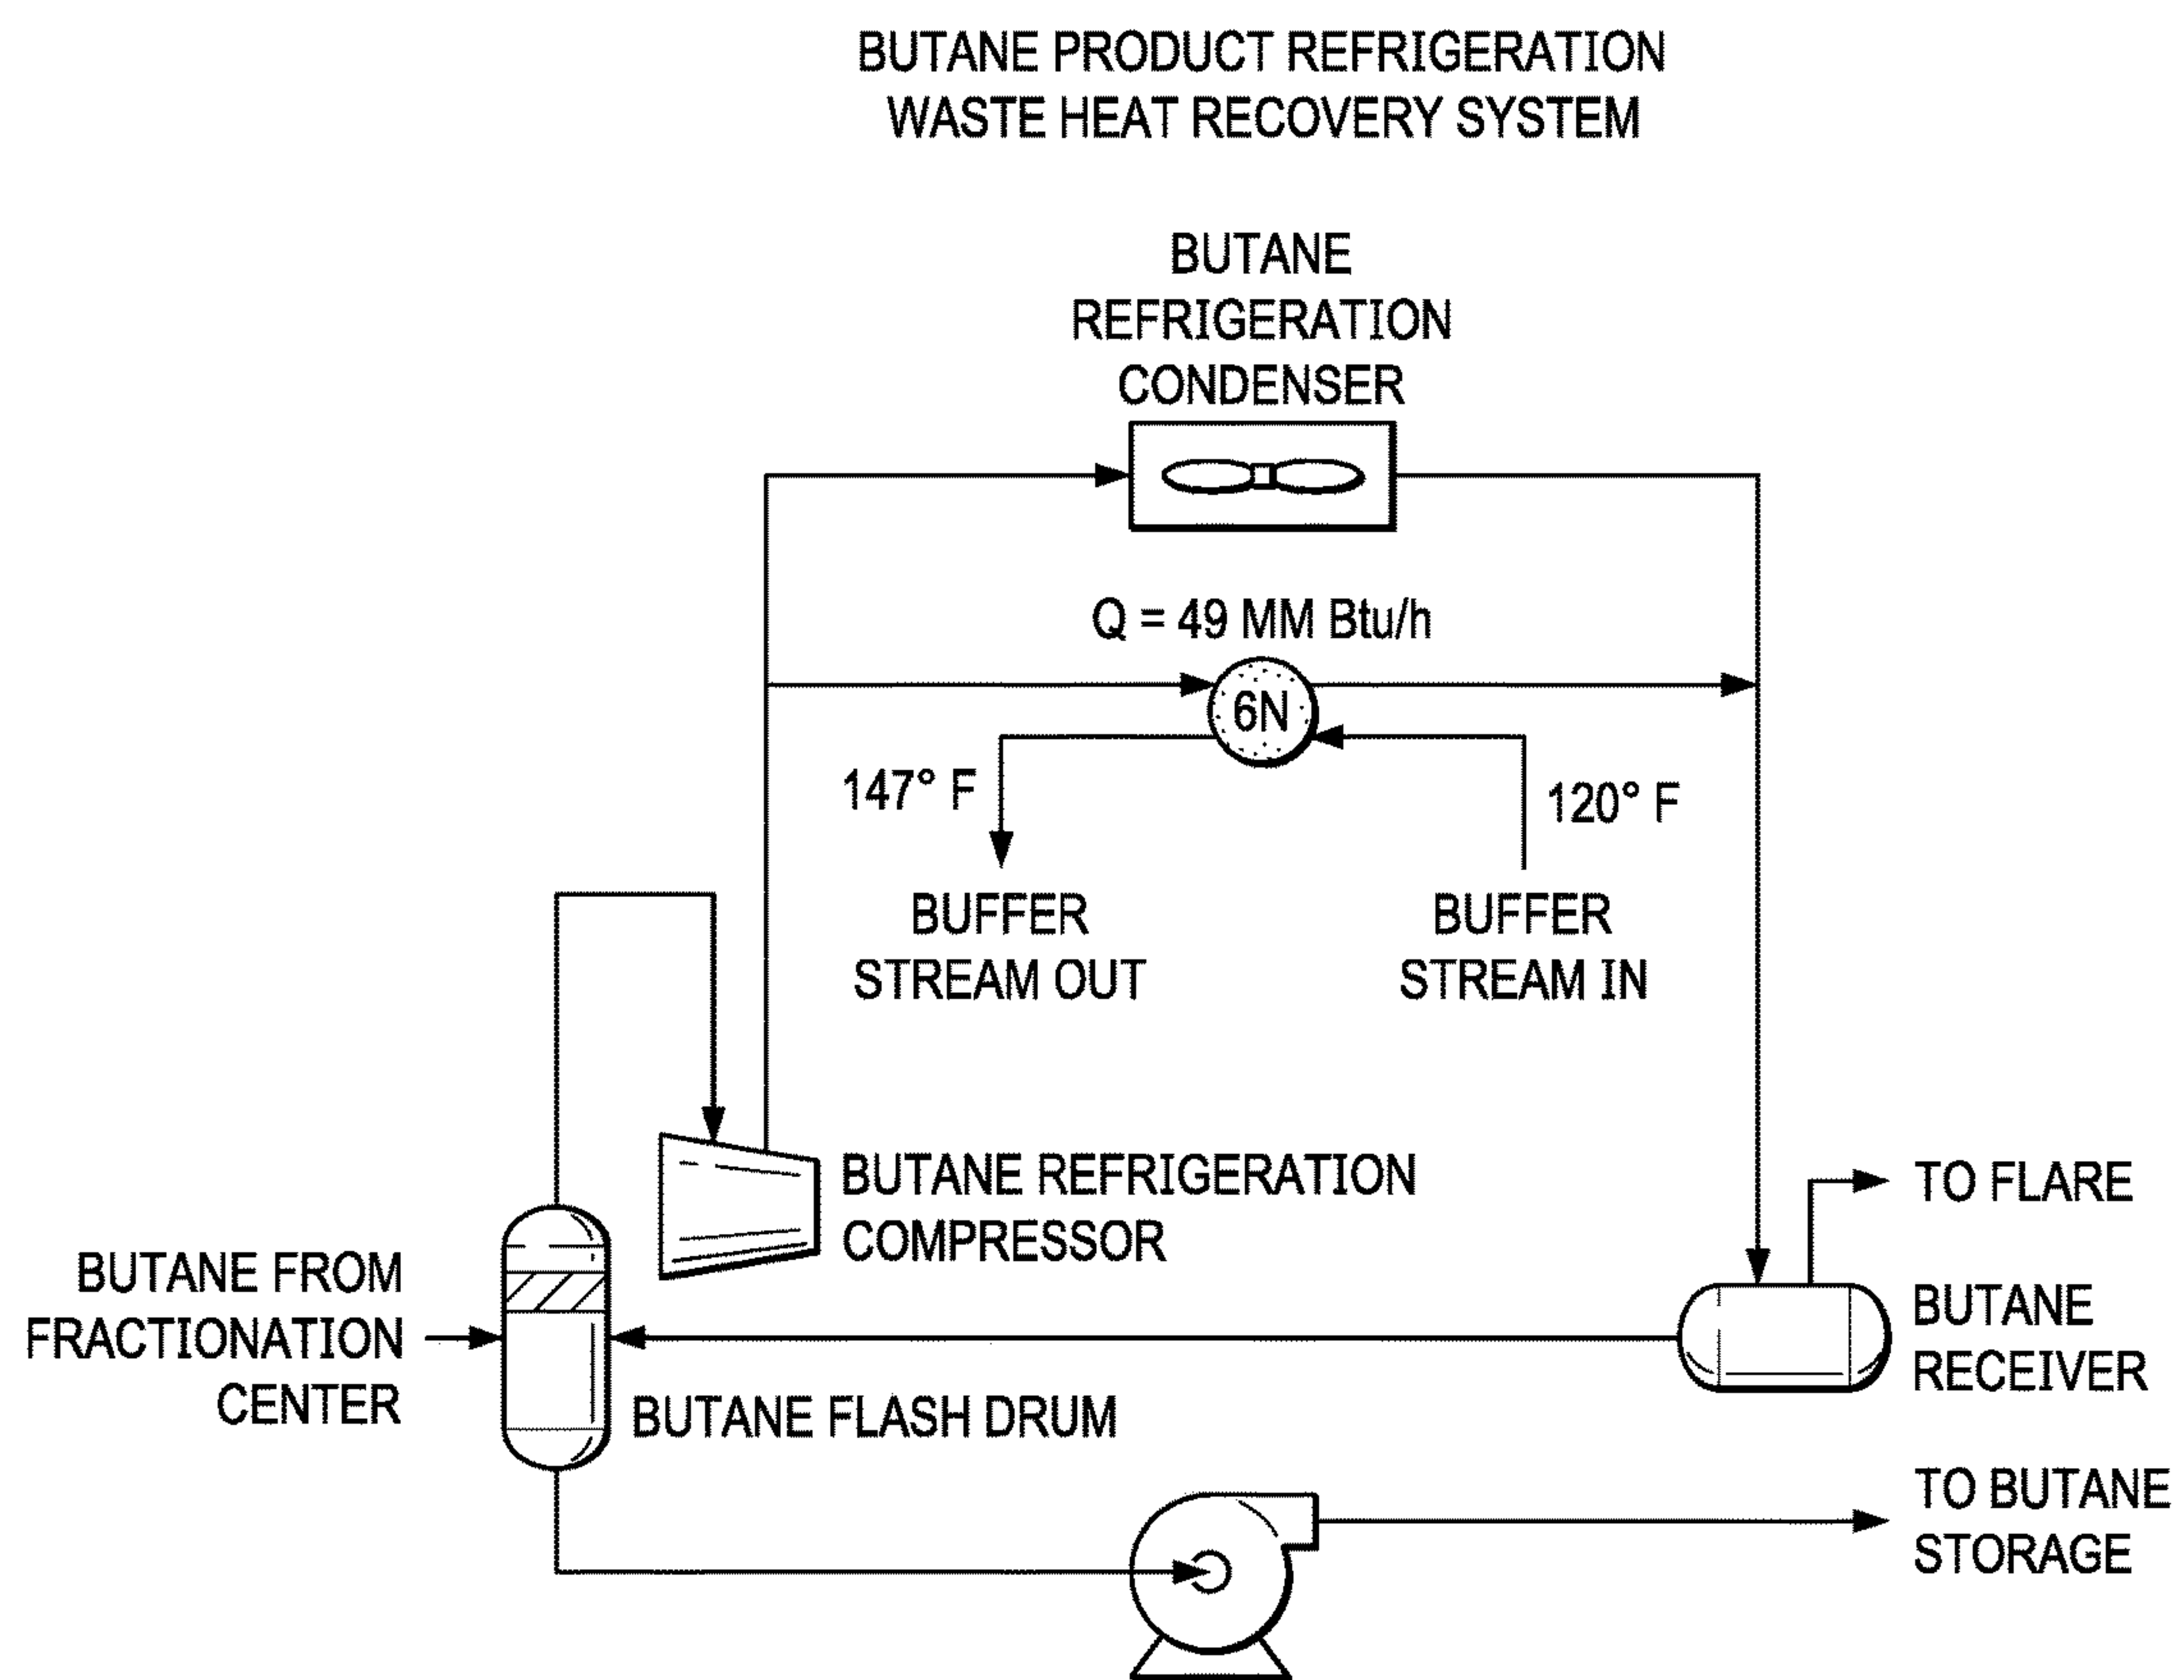 BUTANE PRODUCT REFRIGERATION
WASTE HEAT RECOVERY SYSTEM
BUTANE
REFRIGERATION
CONDENSER
Q = 49 MM Btu/h
6N
147° F
120° F
BUFFER
STREAM OUT
BUFFER
STREAM IN
BUTANE REFRIGERATION
COMPRESSOR
TO FLARE
BUTANE FROM
FRACTIONATION
CENTER
BUTANE
RECEIVER
BUTANE FLASH DRUM
TO BUTANE
STORAGE